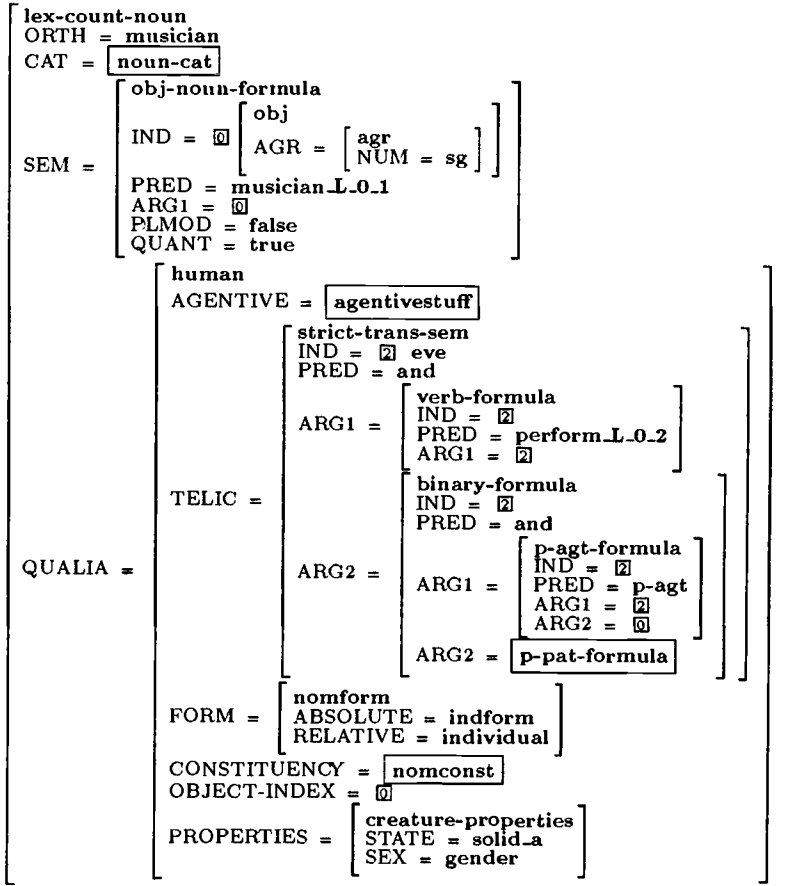 lex-count-noun
ORTH = musician
CAT = noun-cat
obj-noun-formula
obj
IND = 0
AGR =
agr
NUM = sg
SEM =
PRED = musician_L_0_1
ARG1 = 0
PLMOD = false
QUANT = true
human
AGENTIVE = agentivestuff
strict-trans-sem
IND = 2 eve
PRED = and
verb-formula
IND = 2
ARG1 =
PRED = perform_L_0_2
ARG1 = 2
binary-formula
IND = 2
TELIC =
PRED = and
p-agt-formula
IND = 2
QUALIA =
ARG2 =
ARG1 =
PRED = p-agt
ARG1 = 2
ARG2 = 0
ARG2 = p-pat-formula
nomform
FORM =
ABSOLUTE = indform
RELATIVE = individual
CONSTITUENCY = nomconst
OBJECT-INDEX = 0
creature-properties
PROPERTIES =
STATE = solid_a
SEX = gender